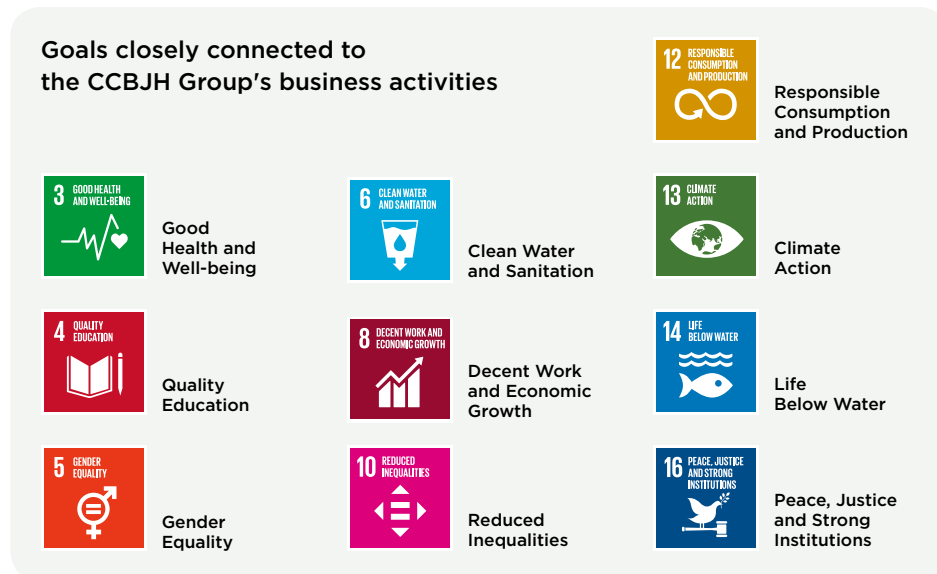 Goals closely connected to
the CCBJH Group's business activities
12 RESPONSIBLE
CONSUMPTION
AND PRODUCTION
Responsible
Consumption
and Production
3 GOOD HEALTH
AND WELL-BEING
Good
Health and
Well-being
6 CLEAN WATER
AND SANITATION
Clean Water
and Sanitation
13 CLIMATE
ACTION
Climate
Action
4 QUALITY
EDUCATION
Quality
Education
8 DECENT WORK AND
ECONOMIC GROWTH
Decent Work
and Economic
Growth
14 LIFE
BELOW WATER
Life
Below Water
5 GENDER
EQUALITY
Gender
Equality
10 REDUCED
INEQUALITIES
Reduced
Inequalities
16 PEACE, JUSTICE
AND STRONG
INSTITUTIONS
Peace, Justice
and Strong
Institutions